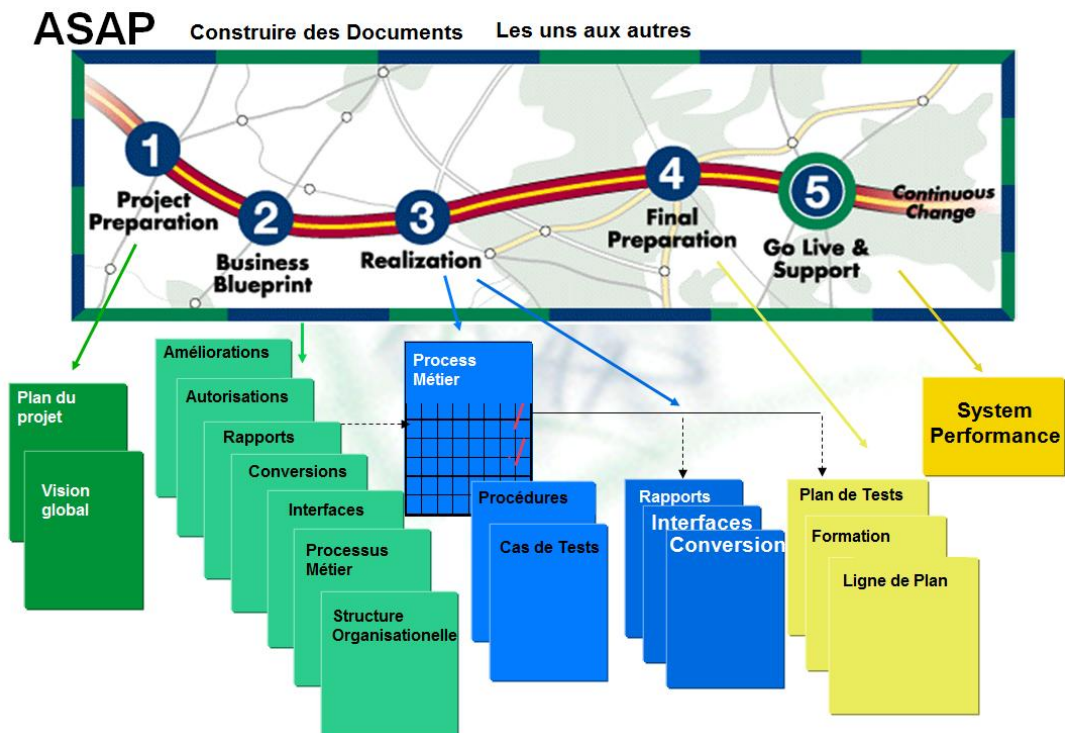 ASAP Construire des Documents Les uns aux autres
1
Project
Preparation
2
Business
Blueprint
3
Realization
4
Final
Preparation
5
Go Live &
Support
Continuous
Change
Plan du
projet
Vision
global
Améliorations
Autorisations
Rapports
Conversions
Interfaces
Processus
Métier
Structure
Organisationelle
Process
Métier
Procédures
Cas de Tests
Rapports
Interfaces
Conversion
Plan de Tests
Formation
Ligne de Plan
System
Performance